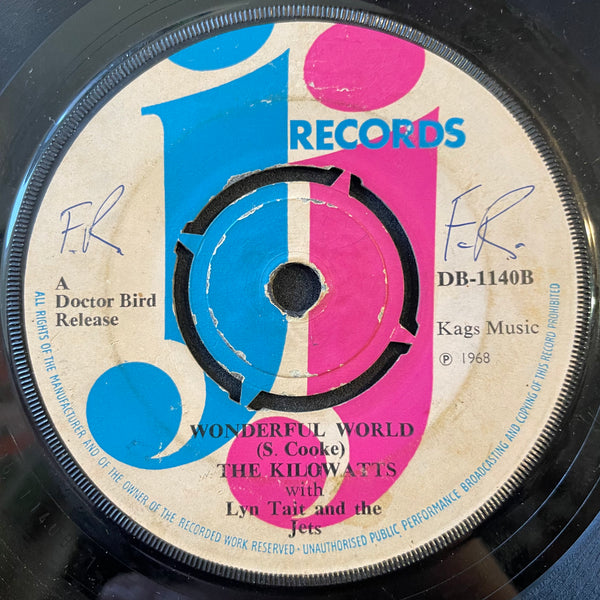 jj
RECORDS
F.R.
F.R.
A
Doctor Bird
Release
DB-1140B
Kags Music
℗ 1968
WONDERFUL WORLD
(S. Cooke)
THE KILOWATTS
with
Lyn Tait and the
Jets
ALL RIGHTS OF THE MANUFACTURER AND OF THE OWNER OF THE RECORDED WORK RESERVED - UNAUTHORISED PUBLIC PERFORMANCE BROADCASTING AND COPYING OF THIS RECORD PROHIBITED